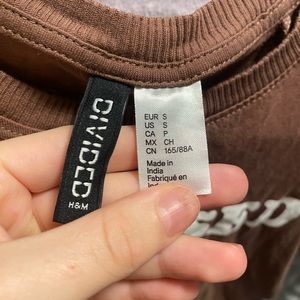 DIVIDED
H&M
EUR S
US S
CA P
MX CH
CN 165/88A
Made in
India
Fabriqué en